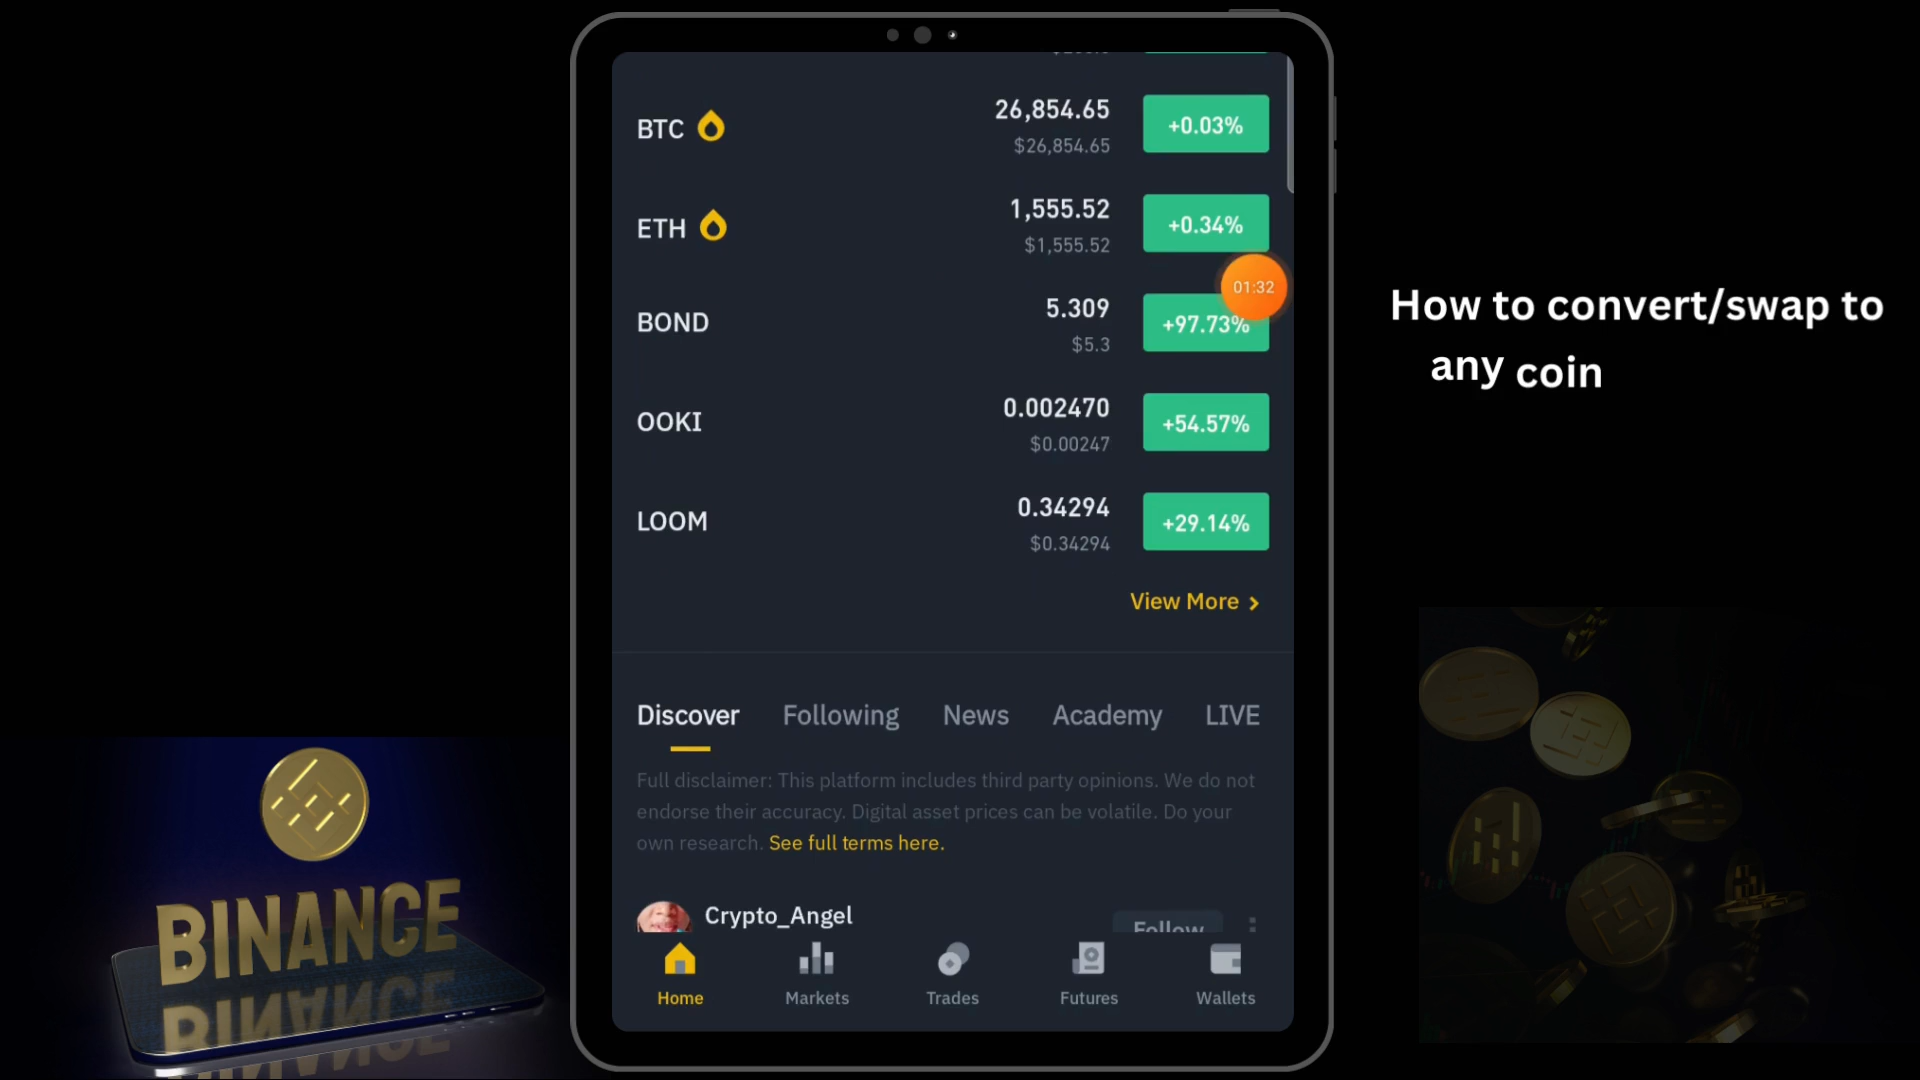 BTC
26,854.65
$26,854.65
+0.03%
ETH
1,555.52
$1,555.52
+0.34%
01:32
BOND
5.309
$5.3
+97.73%
OOKI
0.002470
$0.00247
+54.57%
LOOM
0.34294
$0.34294
+29.14%
View More
Discover Following News Academy LIVE
Full disclaimer: This platform includes third party opinions. We do not
endorse their accuracy. Digital asset prices can be volatile. Do your
own research. See full terms here.
Crypto_Angel
Follow
Home Markets Trades Futures Wallets
How to convert/swap to
any coin
BINANCE